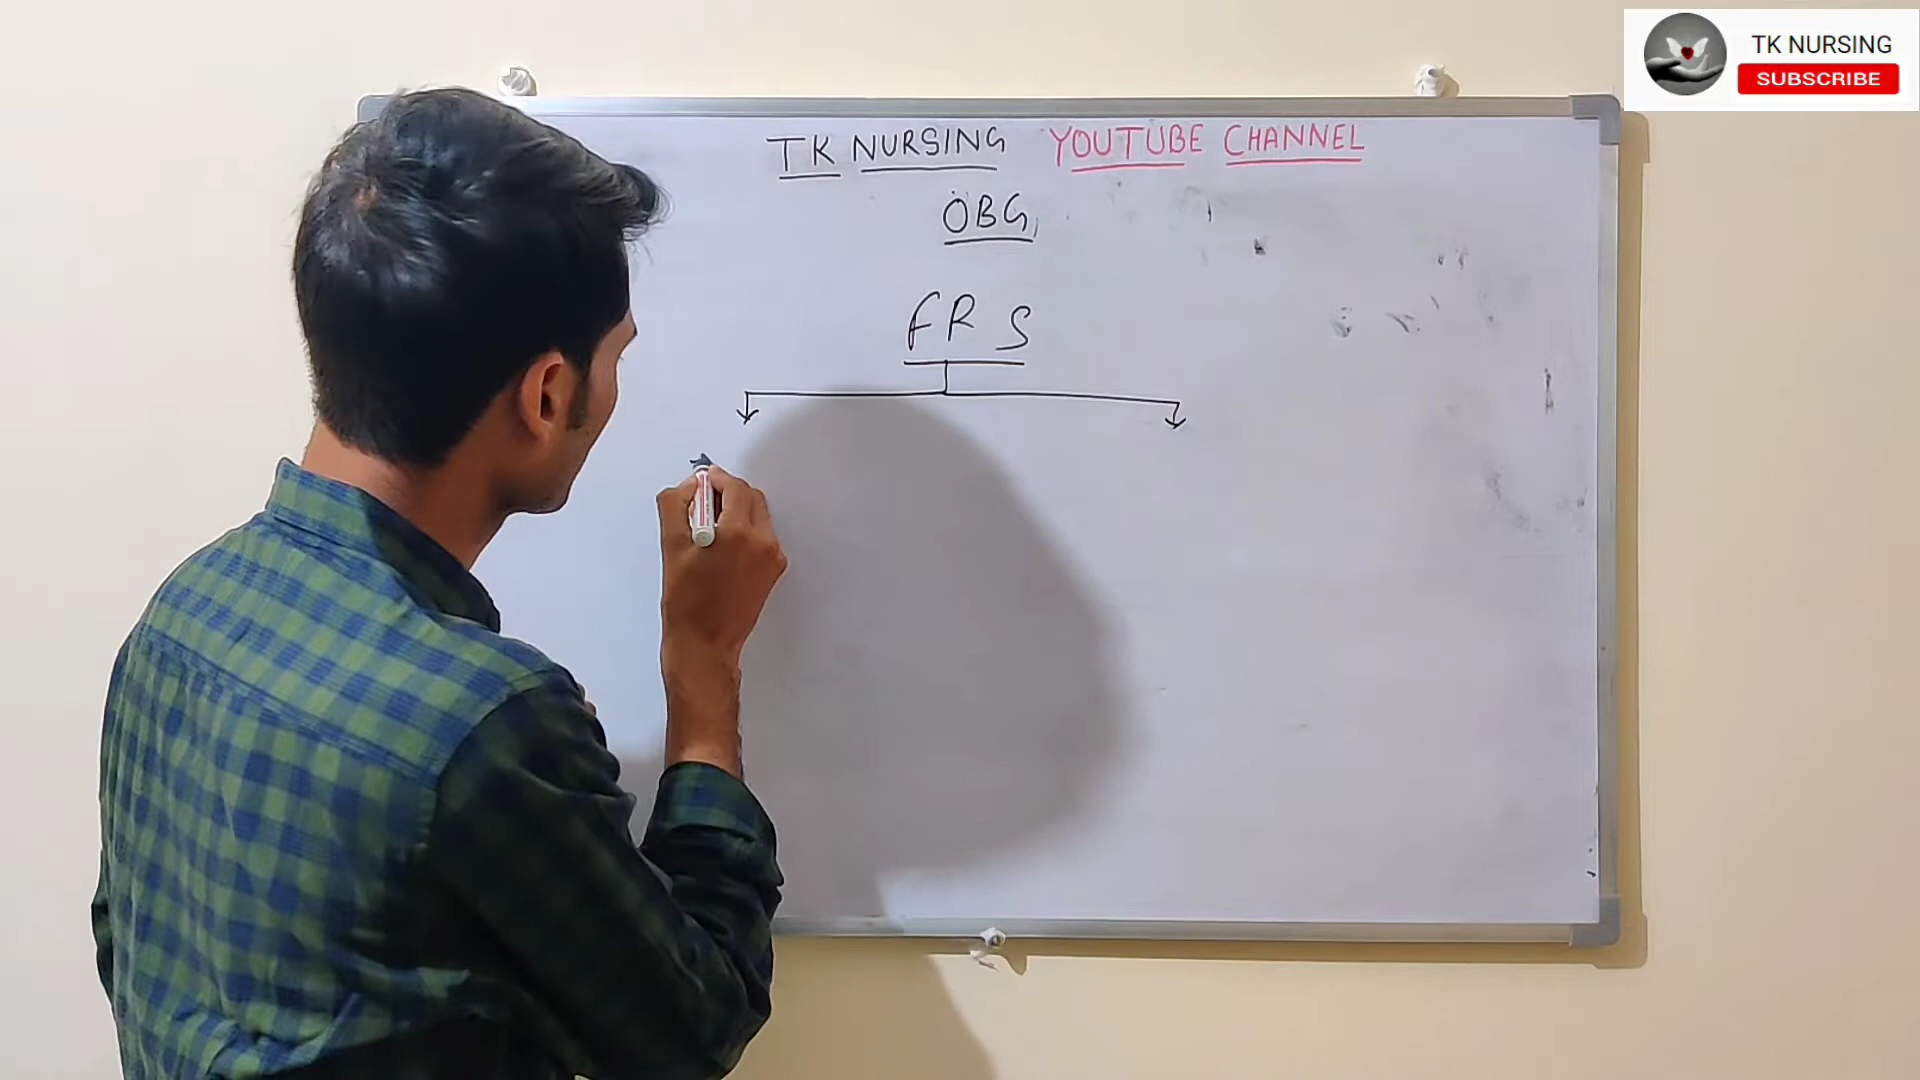 TK NURSING
SUBSCRIBE
TK NURSING YOUTUBE CHANNEL
OBG
FRS